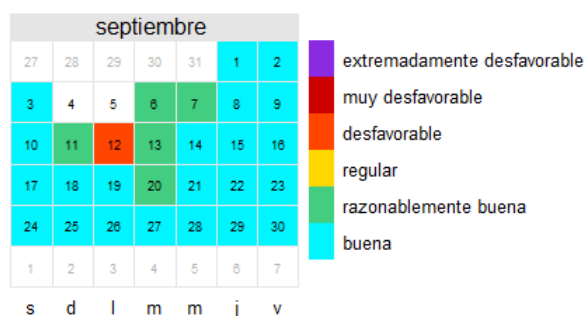 septiembre
27 28 29 30 31 1 2
3 4 5 6 7 8 9
10 11 12 13 14 15 16
17 18 19 20 21 22 23
24 25 26 27 28 29 30
1 2 3 4 5 6 7
s d l m m j v
extremadamente desfavorable
muy desfavorable
desfavorable
regular
razonablemente buena
buena